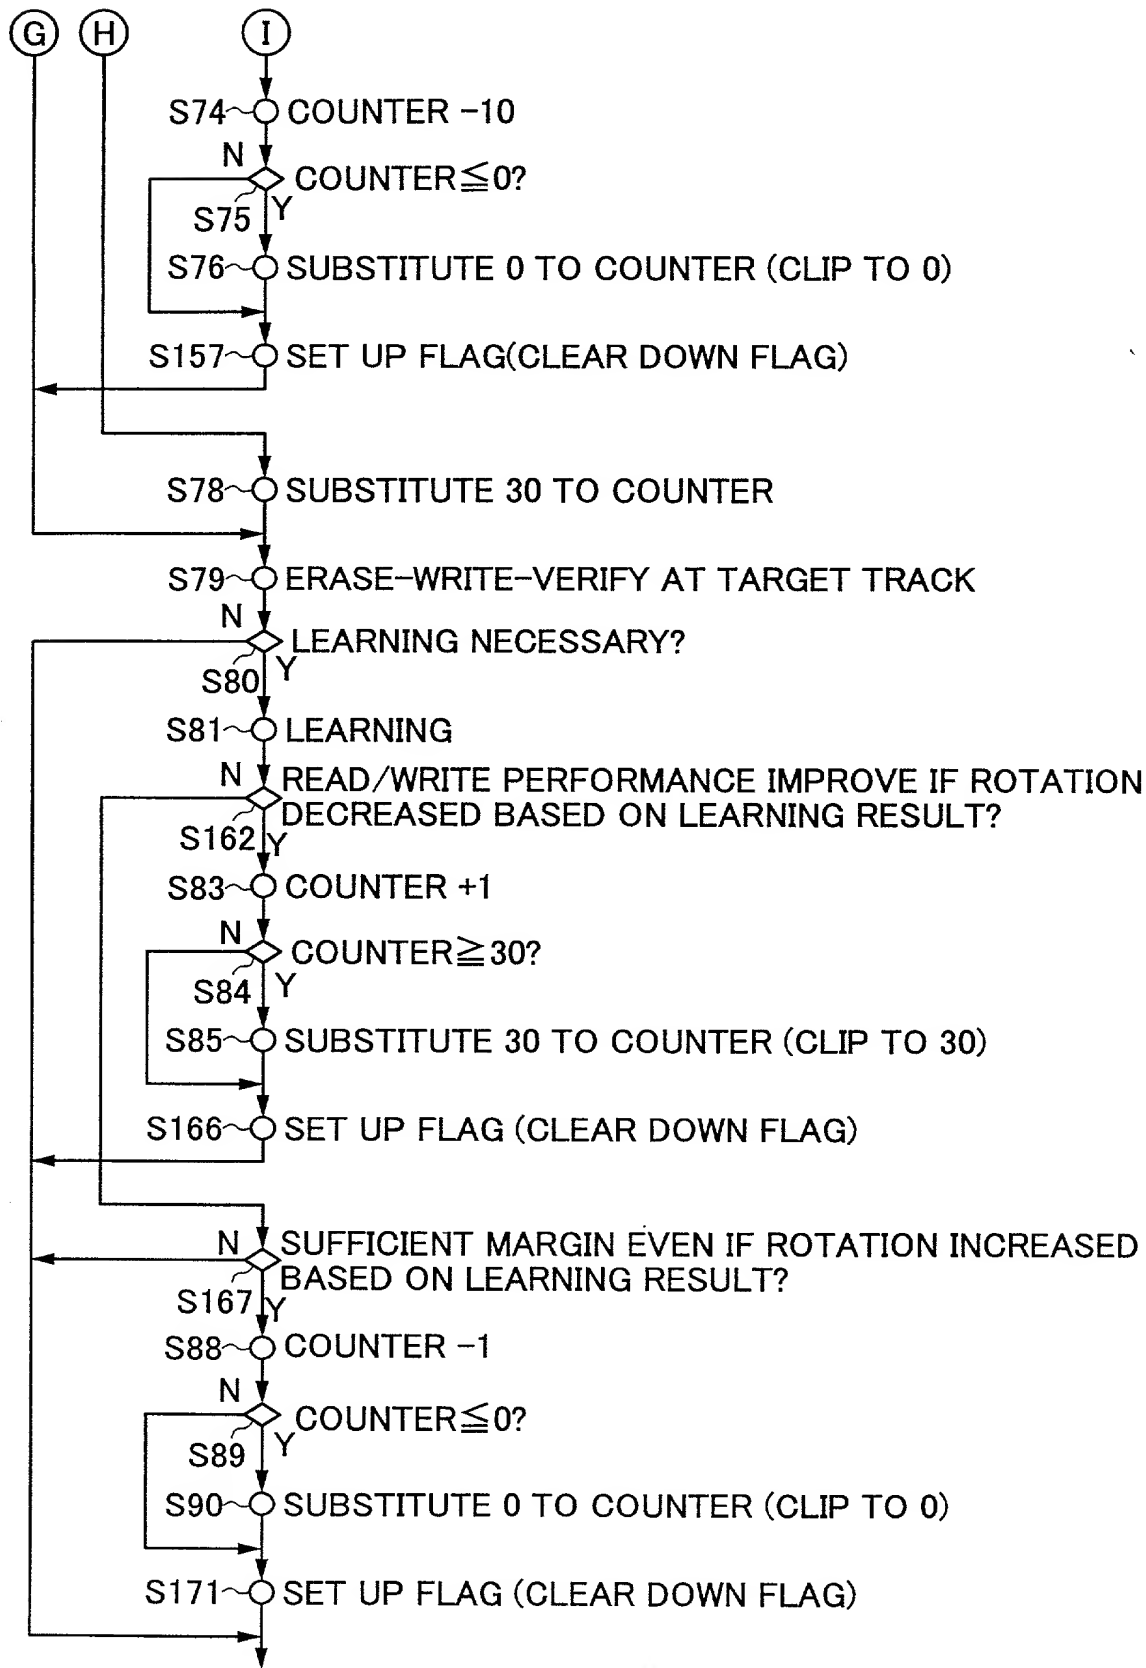 G H I
S74 COUNTER -10
N
COUNTER≦0?
S75 Y
S76 SUBSTITUTE 0 TO COUNTER (CLIP TO 0)
S157 SET UP FLAG(CLEAR DOWN FLAG)
S78 SUBSTITUTE 30 TO COUNTER
S79 ERASE-WRITE-VERIFY AT TARGET TRACK
N
LEARNING NECESSARY?
S80 Y
S81 LEARNING
N READ/WRITE PERFORMANCE IMPROVE IF ROTATION
DECREASED BASED ON LEARNING RESULT?
S162 Y
S83 COUNTER +1
N
COUNTER≧30?
S84 Y
S85 SUBSTITUTE 30 TO COUNTER (CLIP TO 30)
S166 SET UP FLAG (CLEAR DOWN FLAG)
N SUFFICIENT MARGIN EVEN IF ROTATION INCREASED
BASED ON LEARNING RESULT?
S167 Y
S88 COUNTER -1
N
COUNTER≦0?
S89 Y
S90 SUBSTITUTE 0 TO COUNTER (CLIP TO 0)
S171 SET UP FLAG (CLEAR DOWN FLAG)